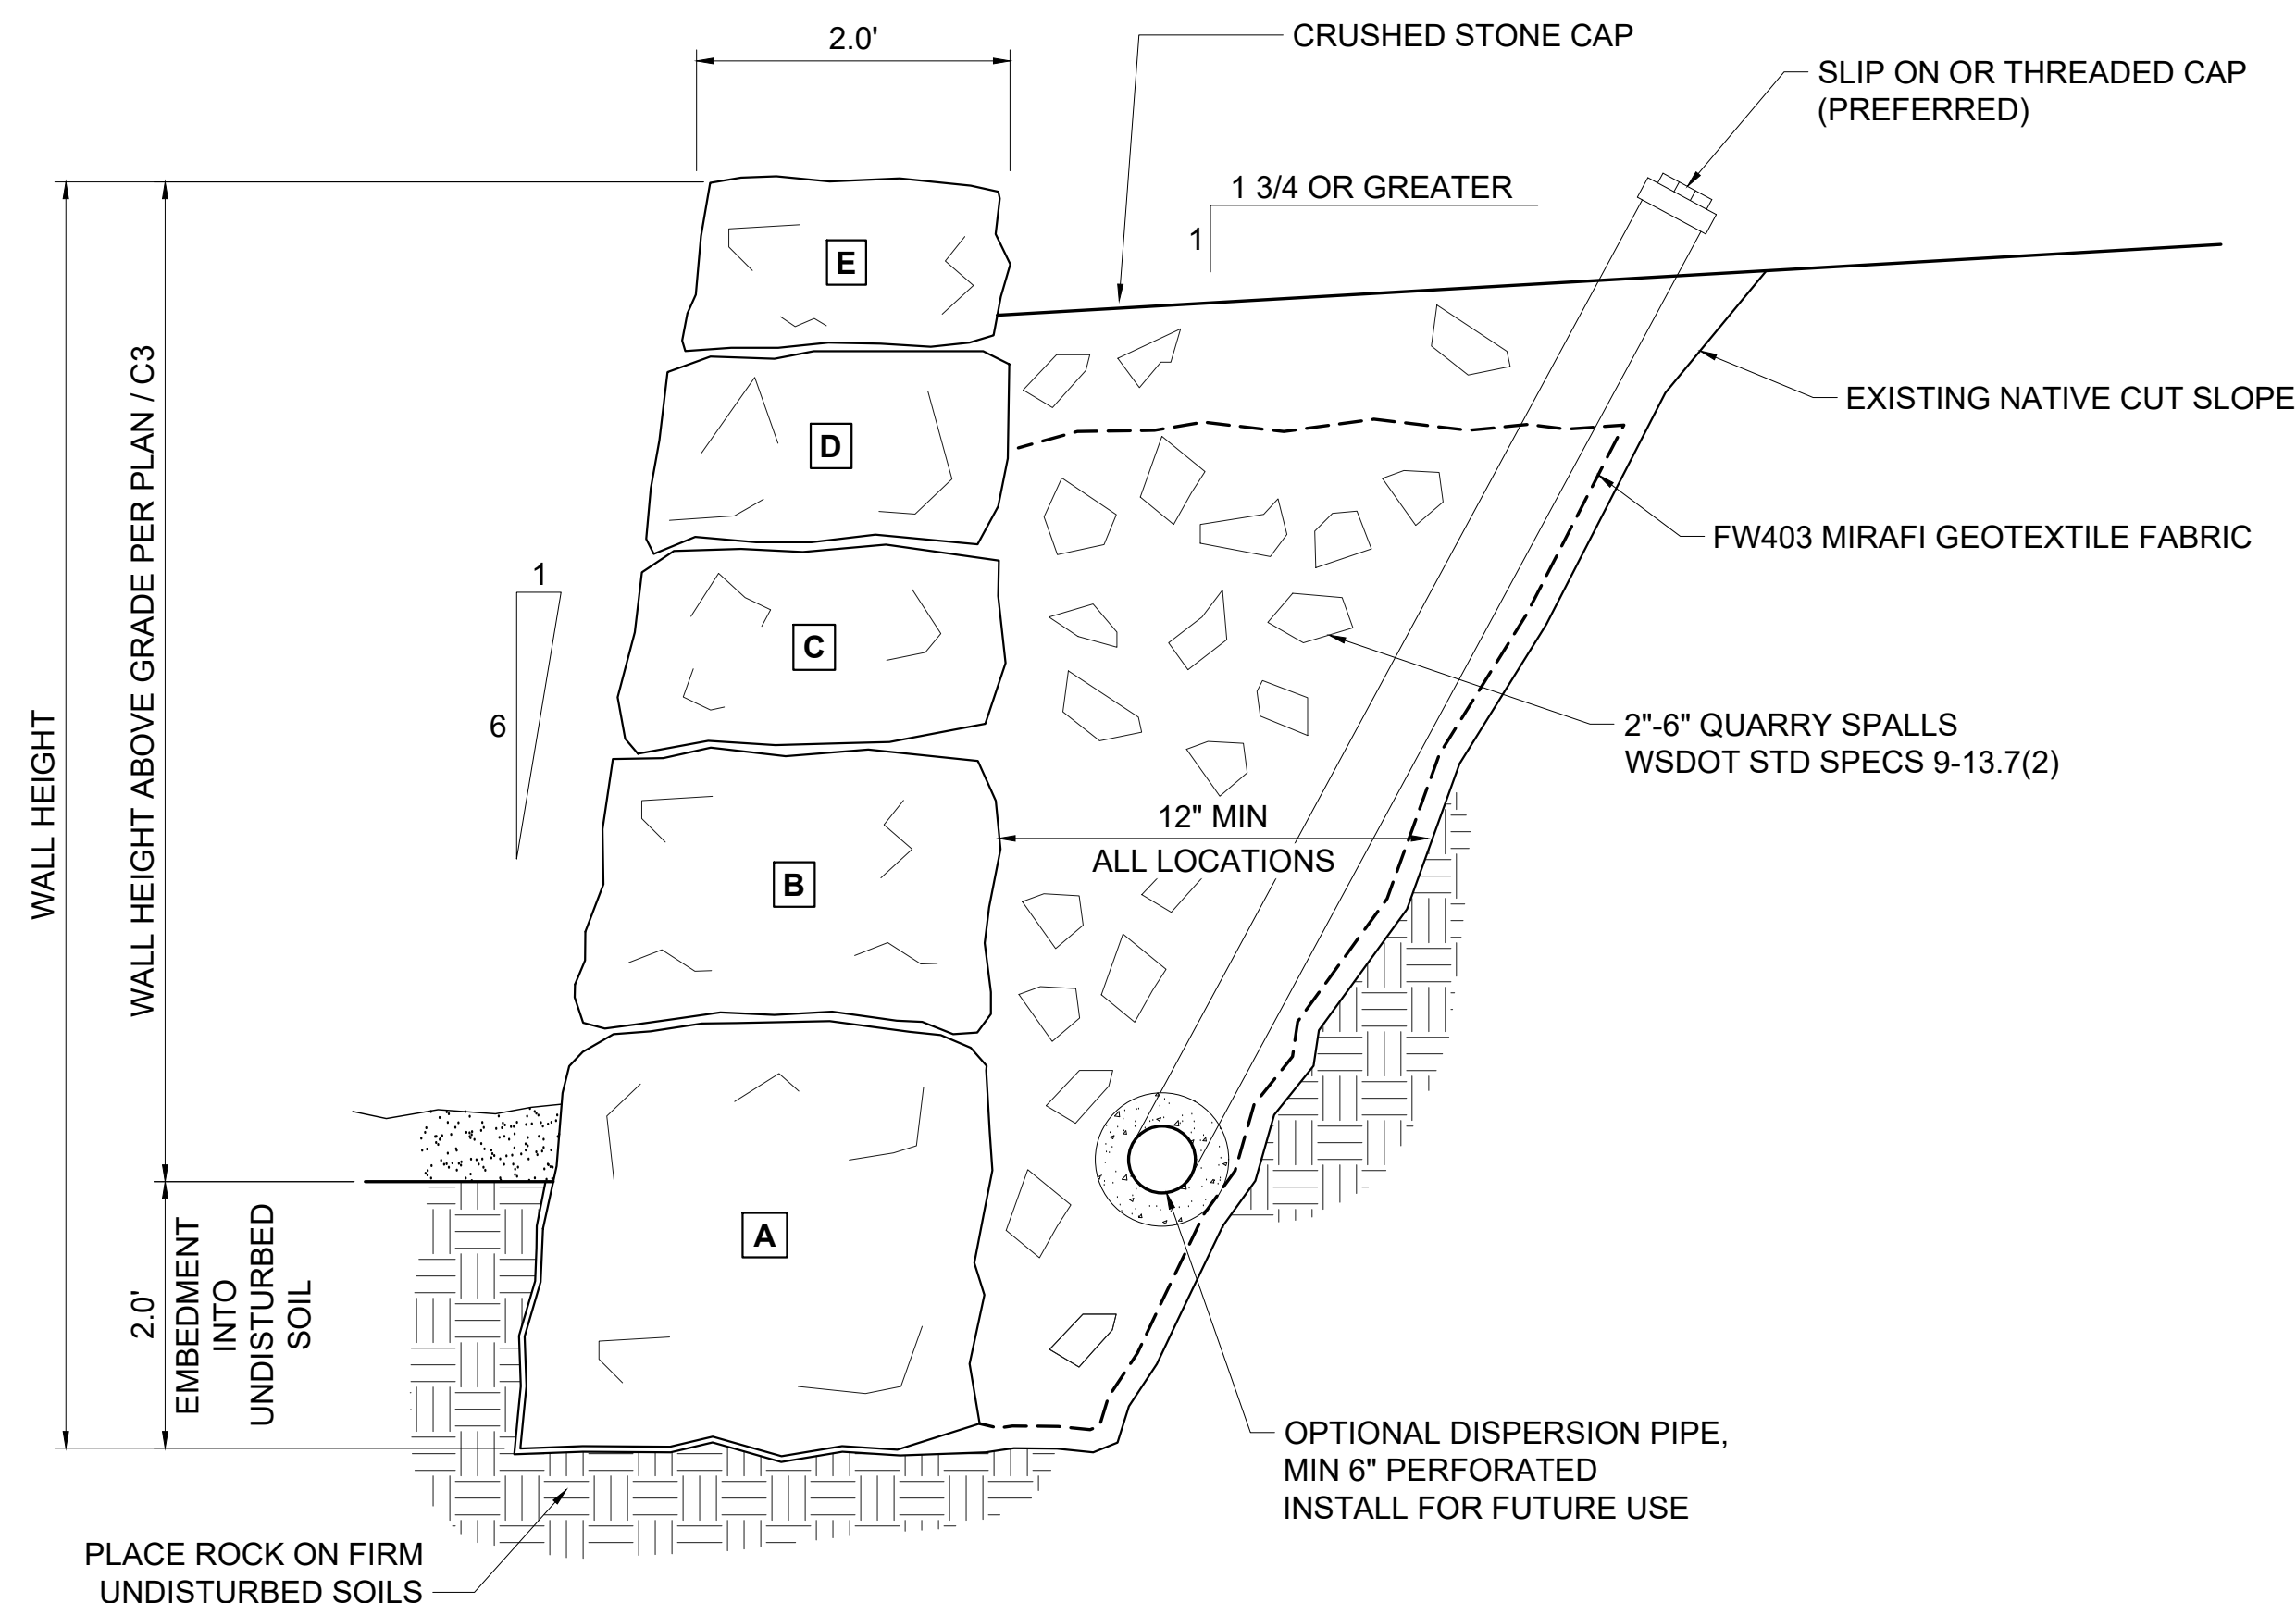 2.0'
CRUSHED STONE CAP
SLIP ON OR THREADED CAP
(PREFERRED)
1 3/4 OR GREATER
1
E
EXISTING NATIVE CUT SLOPE
D
FW403 MIRAFI GEOTEXTILE FABRIC
1
6
C
2"-6" QUARRY SPALLS
WSDOT STD SPECS 9-13.7(2)
WALL HEIGHT
WALL HEIGHT ABOVE GRADE PER PLAN / C3
12" MIN
ALL LOCATIONS
B
A
2.0'
EMBEDMENT
INTO
UNDISTURBED
SOIL
OPTIONAL DISPERSION PIPE,
MIN 6" PERFORATED
INSTALL FOR FUTURE USE
PLACE ROCK ON FIRM
UNDISTURBED SOILS